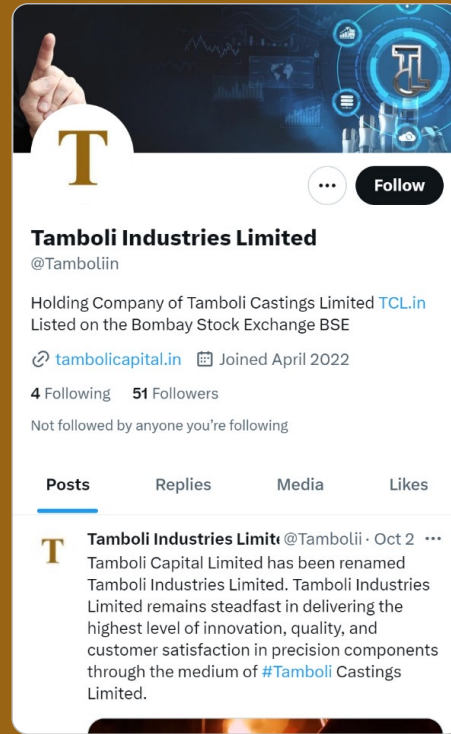 TCL
T
Follow
Tamboli Industries Limited
@Tamboliin
Holding Company of Tamboli Castings Limited TCL.in
Listed on the Bombay Stock Exchange BSE
tambolicapital.in Joined April 2022
4 Following 51 Followers
Not followed by anyone you’re following
Posts Replies Media Likes
T
Tamboli Industries Limit @Tambolii · Oct 2
Tamboli Capital Limited has been renamed
Tamboli Industries Limited. Tamboli Industries
Limited remains steadfast in delivering the
highest level of innovation, quality, and
customer satisfaction in precision components
through the medium of #Tamboli Castings
Limited.